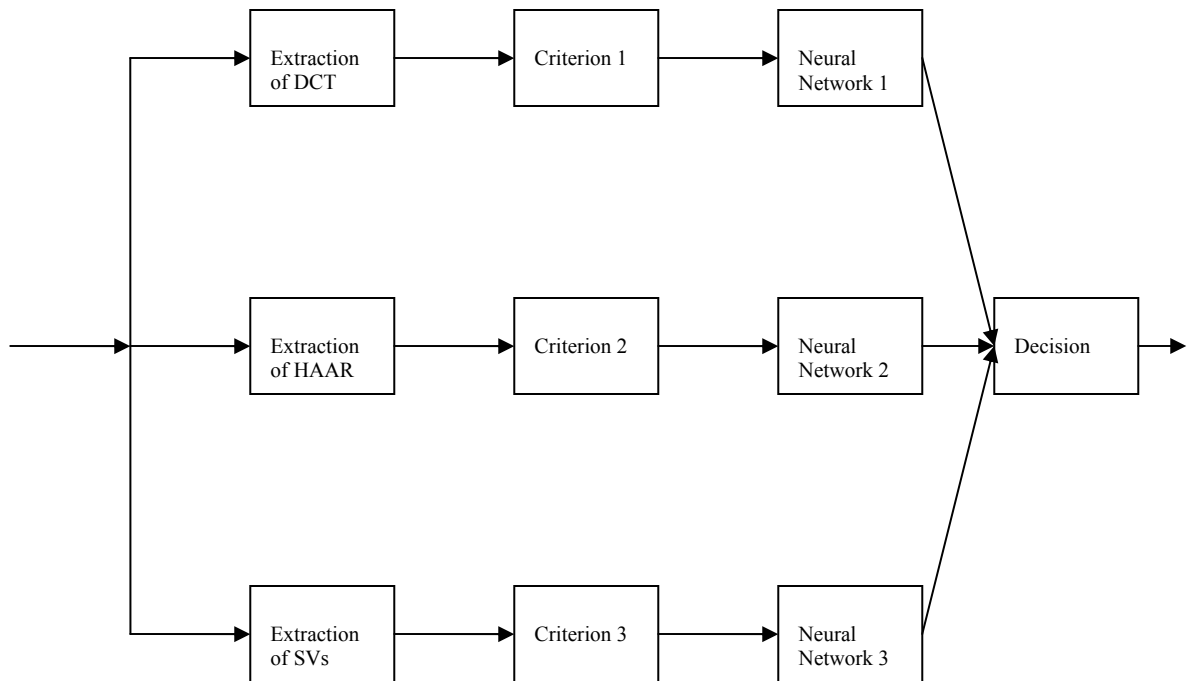 Extraction
of DCT
Criterion 1
Neural
Network 1
Extraction
of HAAR
Criterion 2
Neural
Network 2
Decision
Extraction
of SVs
Criterion 3
Neural
Network 3